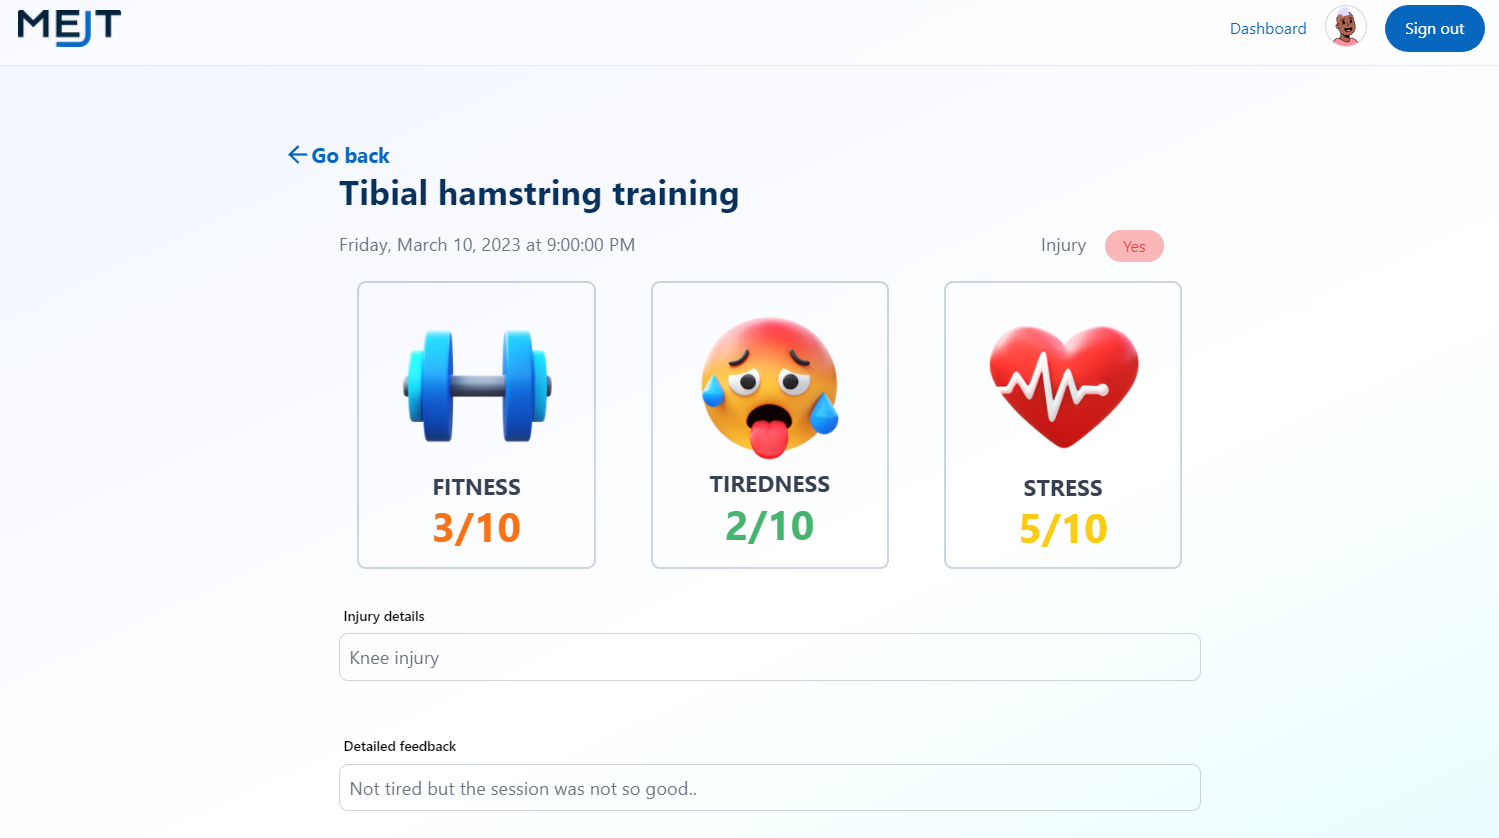 MEJT
Dashboard
Sign out
Go back
Tibial hamstring training
Friday, March 10, 2023 at 9:00:00 PM
Injury
Yes
FITNESS
3/10
TIREDNESS
2/10
STRESS
5/10
Injury details
Knee injury
Detailed feedback
Not tired but the session was not so good..